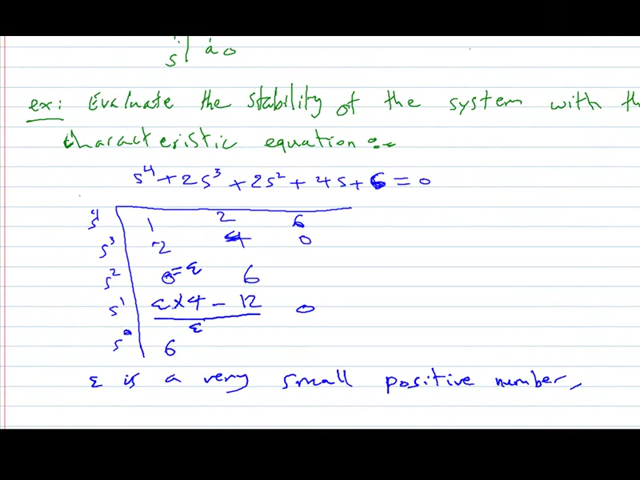 s a0
ex: Evaluate the stability of the system with the
characteristic equation :-
s⁴ + 2s³ + 2s² + 4s + 6 = 0
s⁴ 1 2 6
s³ 2 4 0
s² 0=ε 6
s¹ ε×4 - 12 / ε 0
s⁰ 6
ε is a very small positive number,